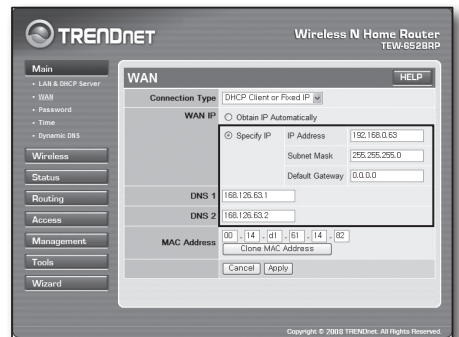 TRENDNET
Wireless N Home Router
TEW-652BRP
Main
• LAN & DHCP Server
• WAN
• Password
• Time
• Dynamic DNS
Wireless
Status
Routing
Access
Management
Tools
Wizard
WAN
HELP
Connection Type DHCP Client or Fixed IP
WAN IP Obtain IP Automatically
Specify IP IP Address 192.168.0.63
Subnet Mask 255.255.255.0
Default Gateway 0.0.0.0
DNS 1 168.126.63.1
DNS 2 168.126.63.2
MAC Address 00 - 14 - d1 - 61 - 14 - 82
Clone MAC Address
Cancel Apply
Copyright © 2008 TRENDnet. All Rights Reserved.